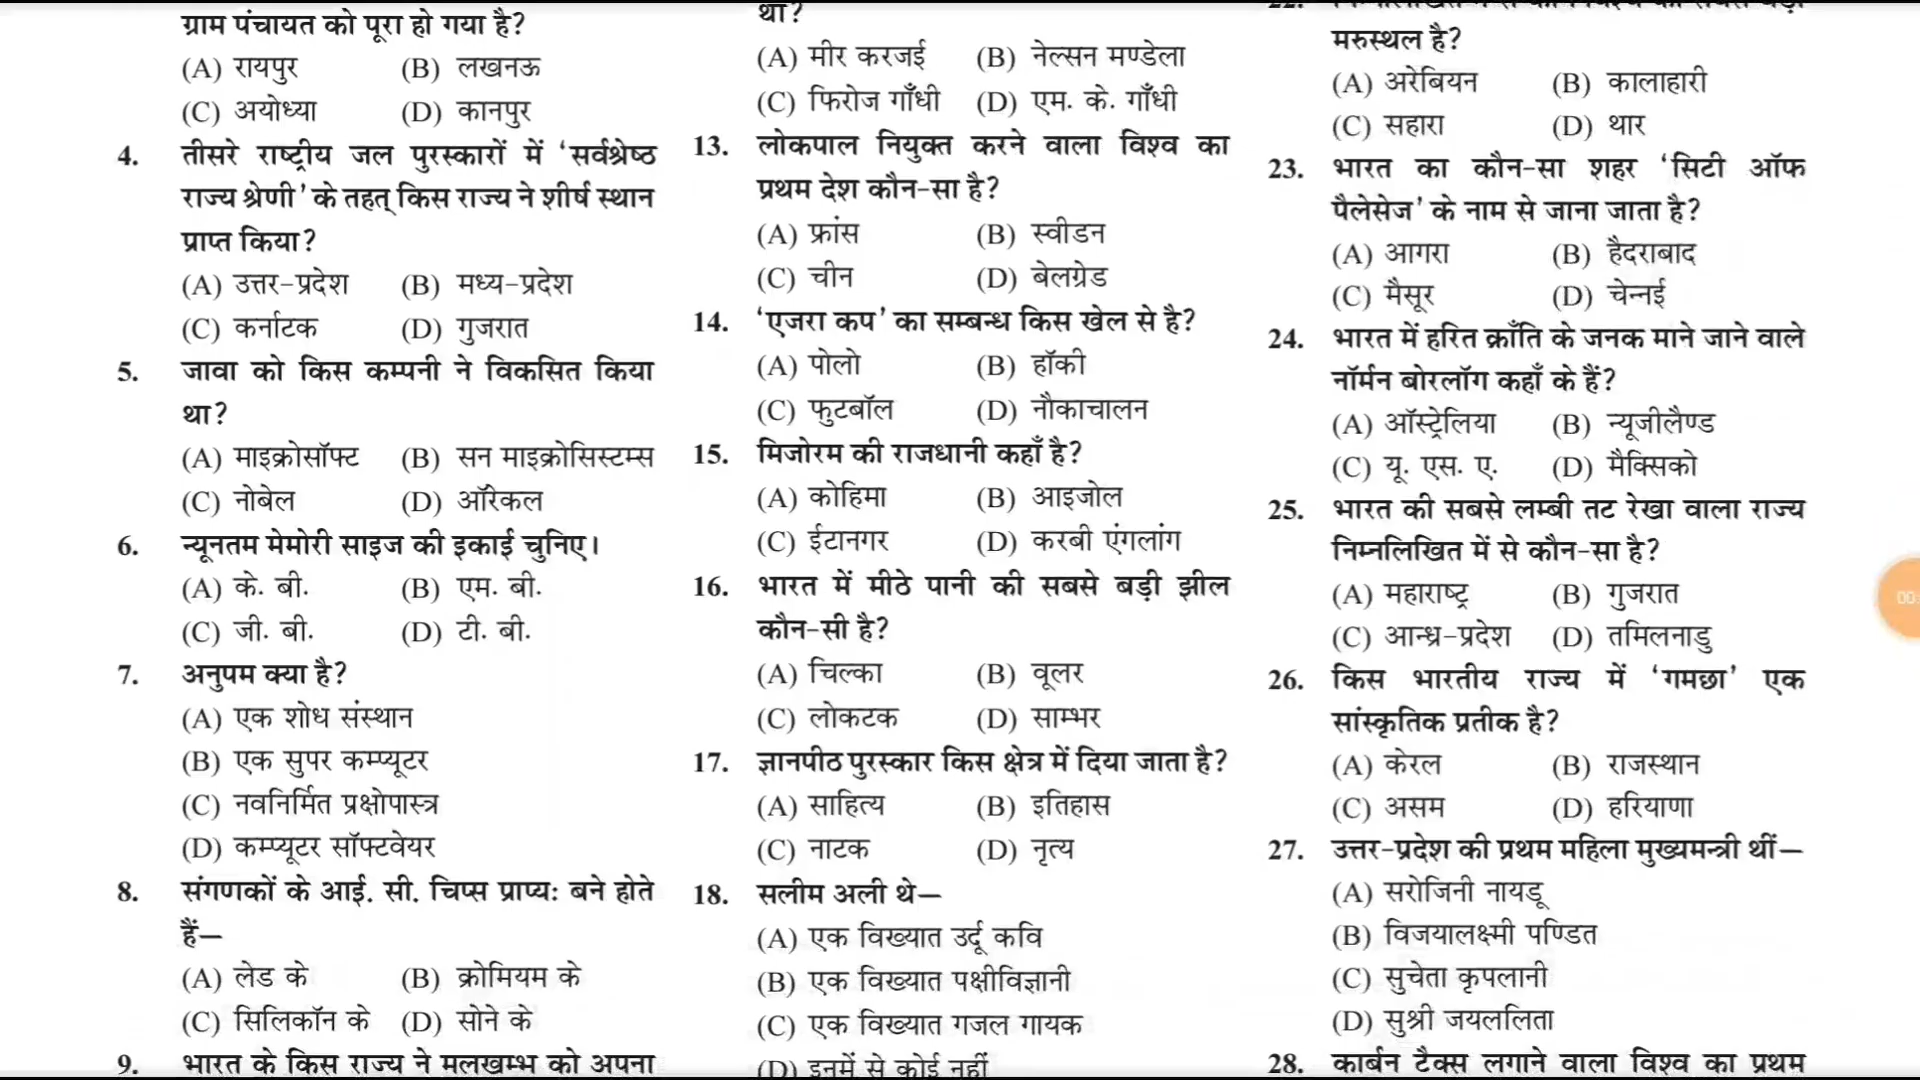 ग्राम पंचायत को पूरा हो गया है?
(A) रायपुर (B) लखनऊ
(C) अयोध्या (D) कानपुर
4. तीसरे राष्ट्रीय जल पुरस्कारों में ‘सर्वश्रेष्ठ
राज्य श्रेणी’ के तहत् किस राज्य ने शीर्ष स्थान
प्राप्त किया?
(A) उत्तर-प्रदेश (B) मध्य-प्रदेश
(C) कर्नाटक (D) गुजरात
5. जावा को किस कम्पनी ने विकसित किया
था?
(A) माइक्रोसॉफ्ट (B) सन माइक्रोसिस्टम्स
(C) नोबेल (D) ऑरेकल
6. न्यूनतम मेमोरी साइज की इकाई चुनिए।
(A) के. बी. (B) एम. बी.
(C) जी. बी. (D) टी. बी.
7. अनुपम क्या है?
(A) एक शोध संस्थान
(B) एक सुपर कम्प्यूटर
(C) नवनिर्मित प्रक्षोपास्त्र
(D) कम्प्यूटर सॉफ्टवेयर
8. संगणकों के आई. सी. चिप्स प्राप्यः बने होते
हैं—
(A) लेड के (B) क्रोमियम के
(C) सिलिकॉन के (D) सोने के
9. भारत के किस राज्य ने मलखम्भ को अपना
था?
(A) मीर करजई (B) नेल्सन मण्डेला
(C) फिरोज गाँधी (D) एम. के. गाँधी
13. लोकपाल नियुक्त करने वाला विश्व का
प्रथम देश कौन-सा है?
(A) फ्रांस (B) स्वीडन
(C) चीन (D) बेलग्रेड
14. ‘एजरा कप’ का सम्बन्ध किस खेल से है?
(A) पोलो (B) हॉकी
(C) फुटबॉल (D) नौकाचालन
15. मिजोरम की राजधानी कहाँ है?
(A) कोहिमा (B) आइजोल
(C) ईटानगर (D) करबी एंगलांग
16. भारत में मीठे पानी की सबसे बड़ी झील
कौन-सी है?
(A) चिल्का (B) वूलर
(C) लोकटक (D) साम्भर
17. ज्ञानपीठ पुरस्कार किस क्षेत्र में दिया जाता है?
(A) साहित्य (B) इतिहास
(C) नाटक (D) नृत्य
18. सलीम अली थे—
(A) एक विख्यात उर्दू कवि
(B) एक विख्यात पक्षीविज्ञानी
(C) एक विख्यात गजल गायक
(D) इनमें से कोई नहीं
मरुस्थल है?
(A) अरेबियन (B) कालाहारी
(C) सहारा (D) थार
23. भारत का कौन-सा शहर ‘सिटी ऑफ
पैलेसेज’ के नाम से जाना जाता है?
(A) आगरा (B) हैदराबाद
(C) मैसूर (D) चेन्नई
24. भारत में हरित क्राँति के जनक माने जाने वाले
नॉर्मन बोरलॉग कहाँ के हैं?
(A) ऑस्ट्रेलिया (B) न्यूजीलैण्ड
(C) यू. एस. ए. (D) मैक्सिको
25. भारत की सबसे लम्बी तट रेखा वाला राज्य
निम्नलिखित में से कौन-सा है?
(A) महाराष्ट्र (B) गुजरात
(C) आन्ध्र-प्रदेश (D) तमिलनाडु
26. किस भारतीय राज्य में ‘गमछा’ एक
सांस्कृतिक प्रतीक है?
(A) केरल (B) राजस्थान
(C) असम (D) हरियाणा
27. उत्तर-प्रदेश की प्रथम महिला मुख्यमन्त्री थीं—
(A) सरोजिनी नायडू
(B) विजयालक्ष्मी पण्डित
(C) सुचेता कृपलानी
(D) सुश्री जयललिता
28. कार्बन टैक्स लगाने वाला विश्व का प्रथम
00: